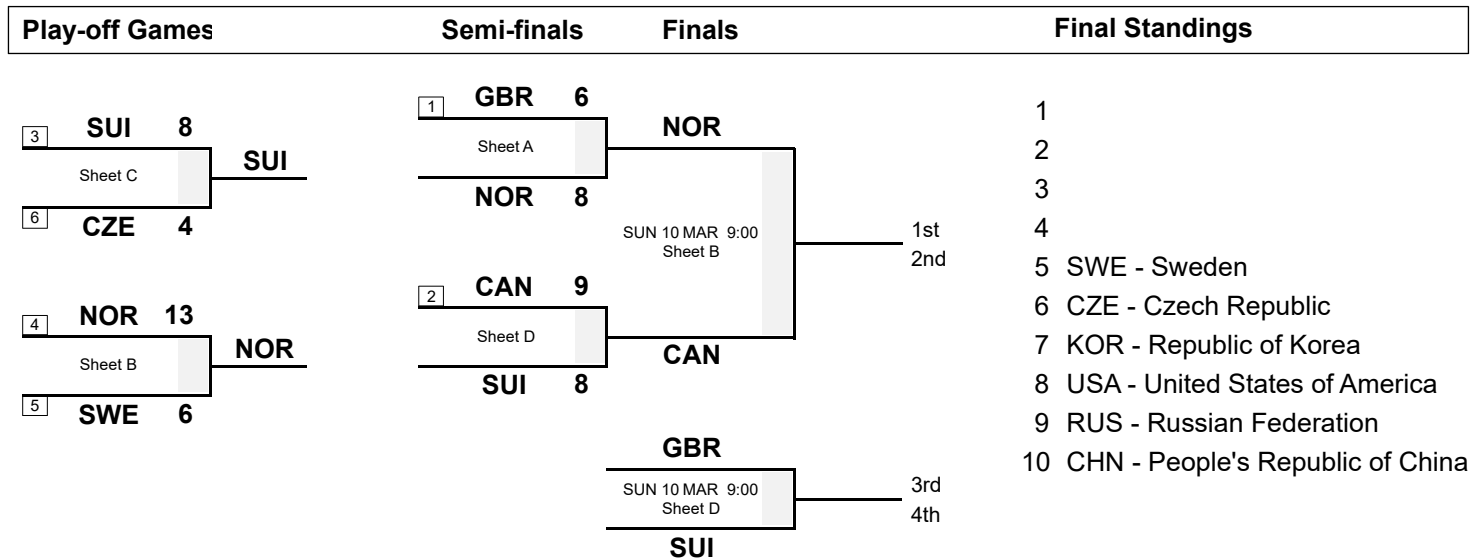 Play-off Games Semi-finals Finals Final Standings
3 SUI 8
Sheet C
SUI
6 CZE 4
4 NOR 13
Sheet B
NOR
5 SWE 6
1 GBR 6
Sheet A
NOR 8
2 CAN 9
Sheet D
SUI 8
NOR
SUN 10 MAR 9:00
Sheet B
CAN
1st
2nd
GBR
SUN 10 MAR 9:00
Sheet D
SUI
3rd
4th
1
2
3
4
5 SWE - Sweden
6 CZE - Czech Republic
7 KOR - Republic of Korea
8 USA - United States of America
9 RUS - Russian Federation
10 CHN - People's Republic of China